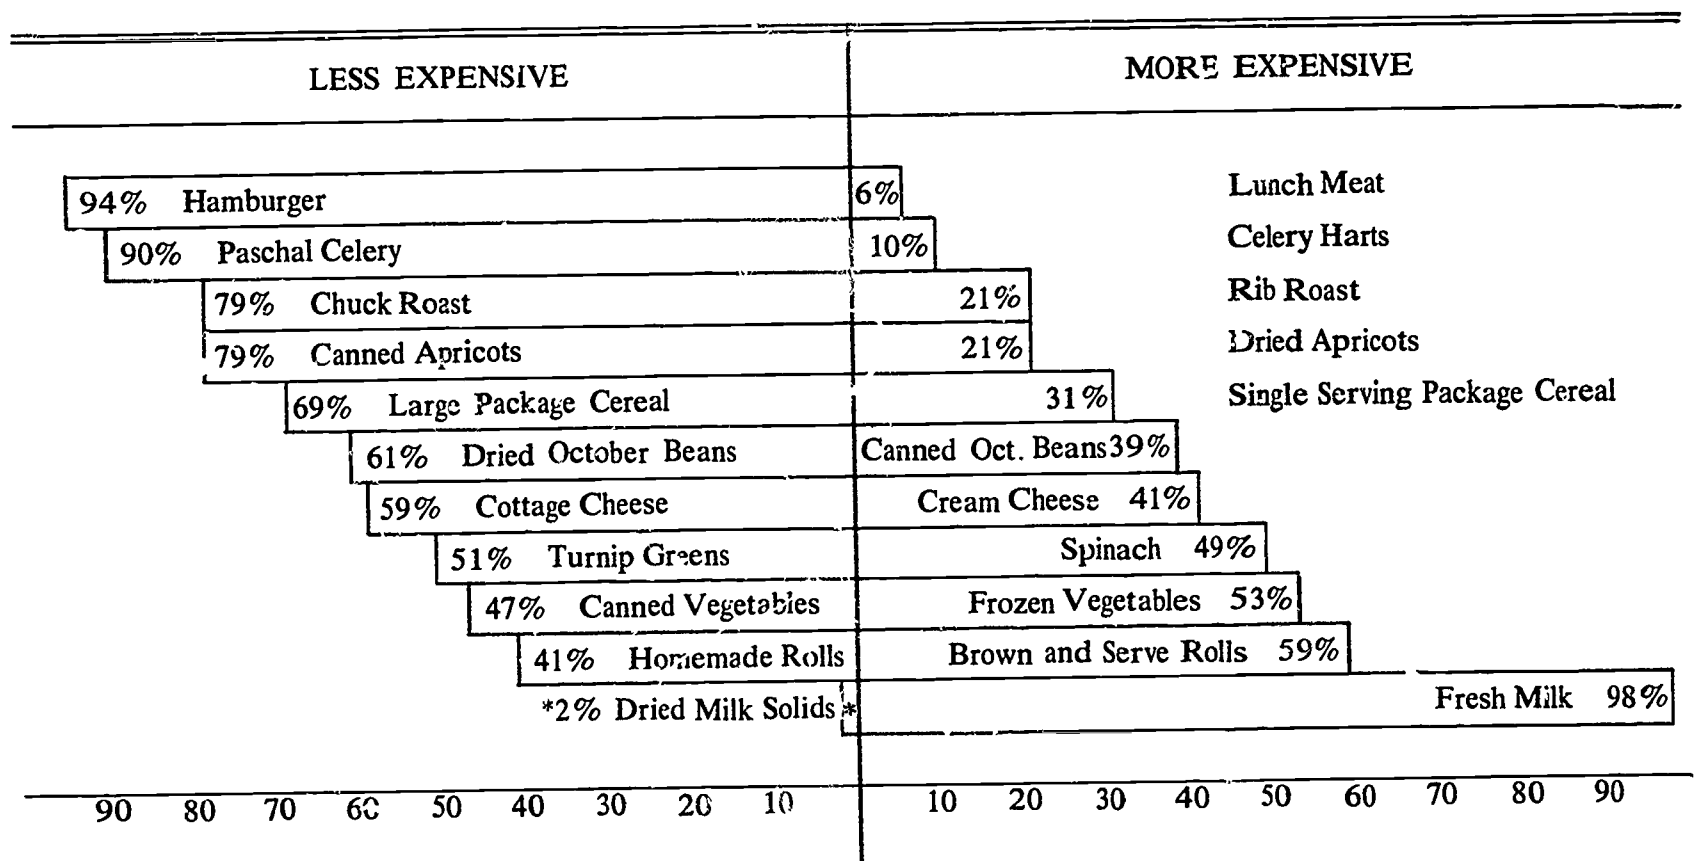 LESS EXPENSIVE MORE EXPENSIVE
94% Hamburger 6% Lunch Meat
90% Paschal Celery 10% Celery Harts
79% Chuck Roast 21% Rib Roast
79% Canned Apricots 21% Dried Apricots
69% Large Package Cereal 31% Single Serving Package Cereal
61% Dried October Beans Canned Oct. Beans 39%
59% Cottage Cheese Cream Cheese 41%
51% Turnip Greens Spinach 49%
47% Canned Vegetables Frozen Vegetables 53%
41% Homemade Rolls Brown and Serve Rolls 59%
*2% Dried Milk Solids * Fresh Milk 98%
90 80 70 60 50 40 30 20 10 10 20 30 40 50 60 70 80 90